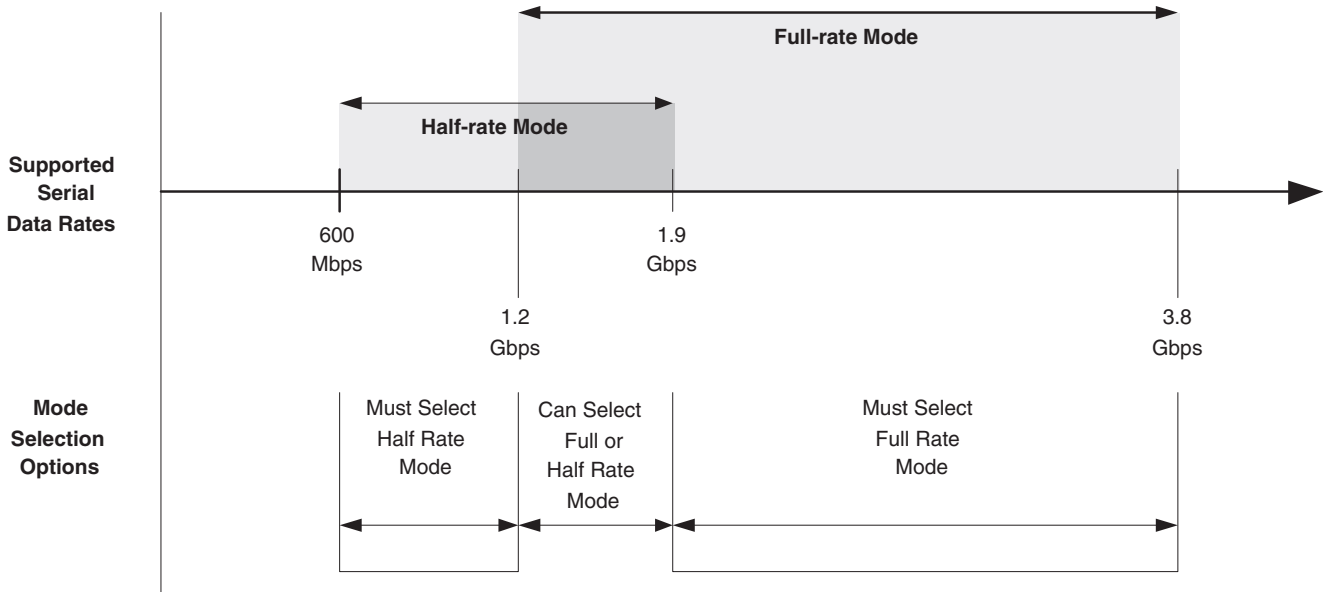 Full-rate Mode
Half-rate Mode
Supported
Serial
Data Rates
600
Mbps
1.9
Gbps
1.2
Gbps
3.8
Gbps
Mode
Selection
Options
Must Select
Half Rate
Mode
Can Select
Full or
Half Rate
Mode
Must Select
Full Rate
Mode